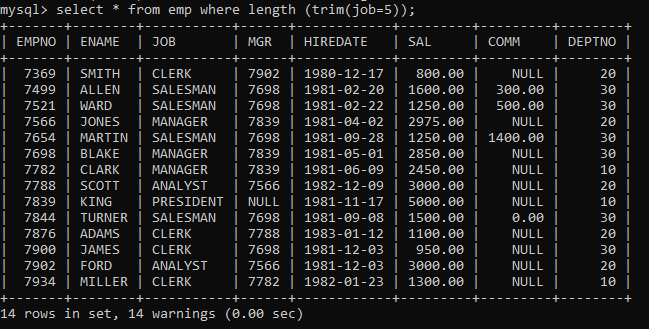 mysql> select * from emp where length (trim(job=5));
+-------+--------+-----------+------+------------+---------+---------+--------+
| EMPNO | ENAME  | JOB       | MGR  | HIREDATE   | SAL     | COMM    | DEPTNO |
+-------+--------+-----------+------+------------+---------+---------+--------+
|  7369 | SMITH  | CLERK     | 7902 | 1980-12-17 |  800.00 |    NULL |     20 |
|  7499 | ALLEN  | SALESMAN  | 7698 | 1981-02-20 | 1600.00 |  300.00 |     30 |
|  7521 | WARD   | SALESMAN  | 7698 | 1981-02-22 | 1250.00 |  500.00 |     30 |
|  7566 | JONES  | MANAGER   | 7839 | 1981-04-02 | 2975.00 |    NULL |     20 |
|  7654 | MARTIN | SALESMAN  | 7698 | 1981-09-28 | 1250.00 | 1400.00 |     30 |
|  7698 | BLAKE  | MANAGER   | 7839 | 1981-05-01 | 2850.00 |    NULL |     30 |
|  7782 | CLARK  | MANAGER   | 7839 | 1981-06-09 | 2450.00 |    NULL |     10 |
|  7788 | SCOTT  | ANALYST   | 7566 | 1982-12-09 | 3000.00 |    NULL |     20 |
|  7839 | KING   | PRESIDENT | NULL | 1981-11-17 | 5000.00 |    NULL |     10 |
|  7844 | TURNER | SALESMAN  | 7698 | 1981-09-08 | 1500.00 |    0.00 |     30 |
|  7876 | ADAMS  | CLERK     | 7788 | 1983-01-12 | 1100.00 |    NULL |     20 |
|  7900 | JAMES  | CLERK     | 7698 | 1981-12-03 |  950.00 |    NULL |     30 |
|  7902 | FORD   | ANALYST   | 7566 | 1981-12-03 | 3000.00 |    NULL |     20 |
|  7934 | MILLER | CLERK     | 7782 | 1982-01-23 | 1300.00 |    NULL |     10 |
+-------+--------+-----------+------+------------+---------+---------+--------+
14 rows in set, 14 warnings (0.00 sec)